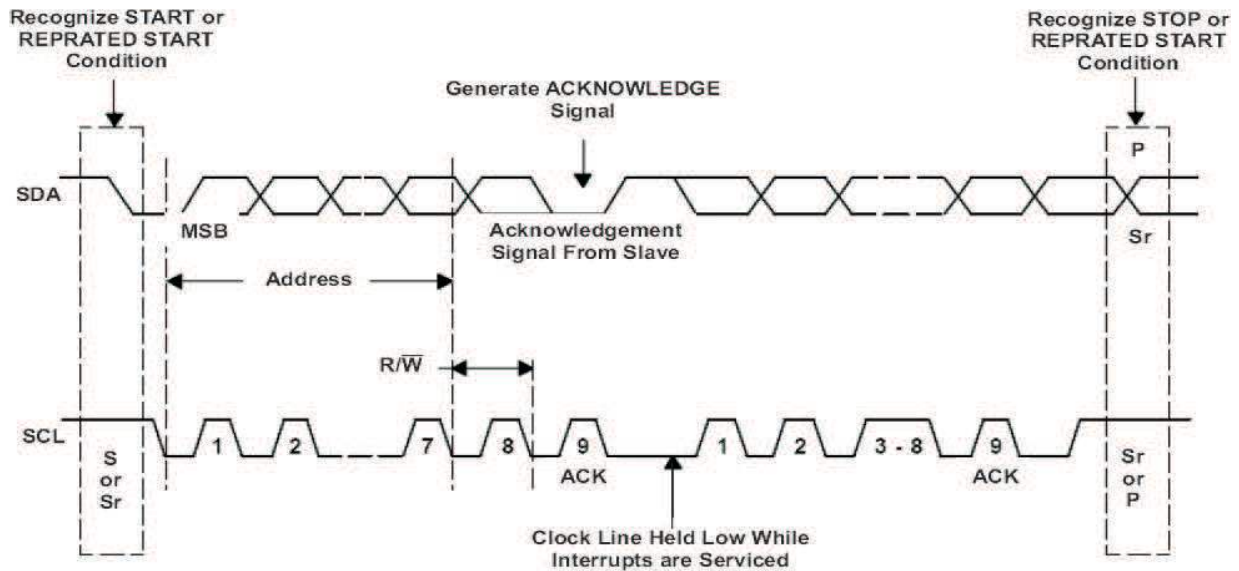 Recognize START or
REPRATED START
Condition
Recognize STOP or
REPRATED START
Condition
Generate ACKNOWLEDGE
Signal
P
SDA
MSB
Acknowledgement
Signal From Slave
Sr
Address
R/W̅
SCL
1
2
7
8
9
1
2
3 - 8
9
ACK
ACK
S
or
Sr
Sr
or
P
Clock Line Held Low While
Interrupts are Serviced